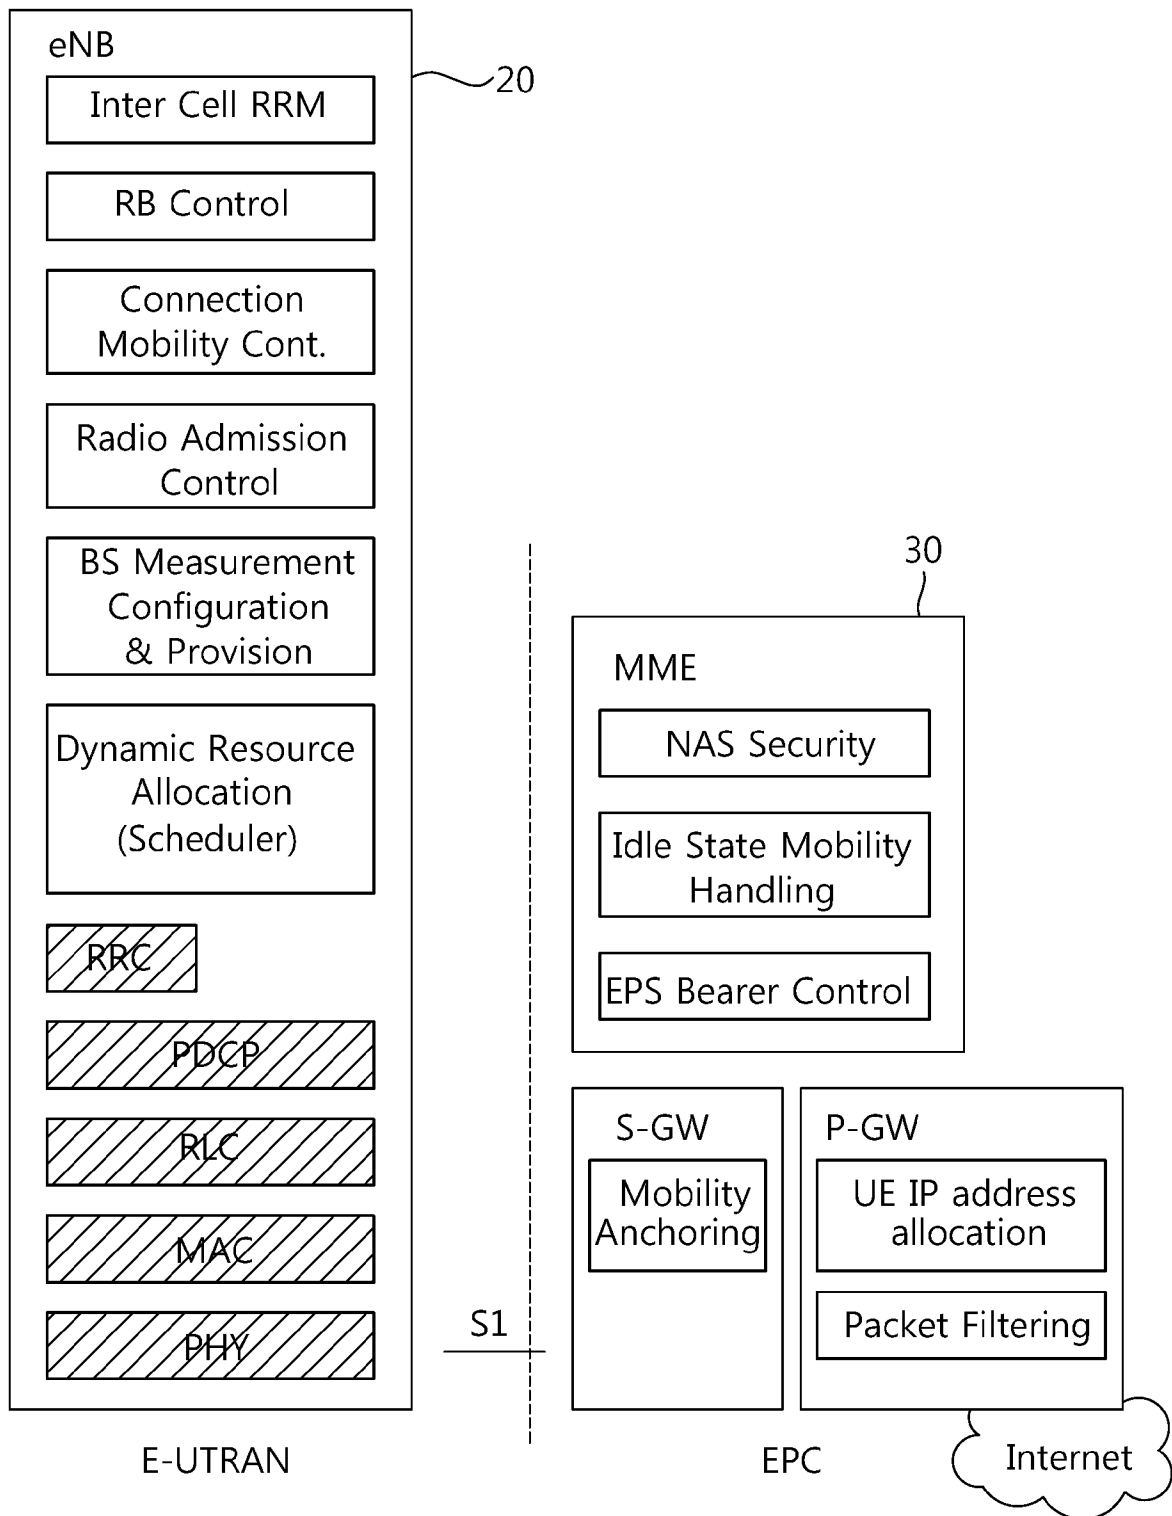 eNB
20
Inter Cell RRM
RB Control
Connection
Mobility Cont.
Radio Admission
Control
BS Measurement
Configuration
& Provision
Dynamic Resource
Allocation
(Scheduler)
RRC
PDCP
RLC
MAC
PHY
E-UTRAN
S1
30
MME
NAS Security
Idle State Mobility
Handling
EPS Bearer Control
S-GW
Mobility
Anchoring
P-GW
UE IP address
allocation
Packet Filtering
EPC
Internet